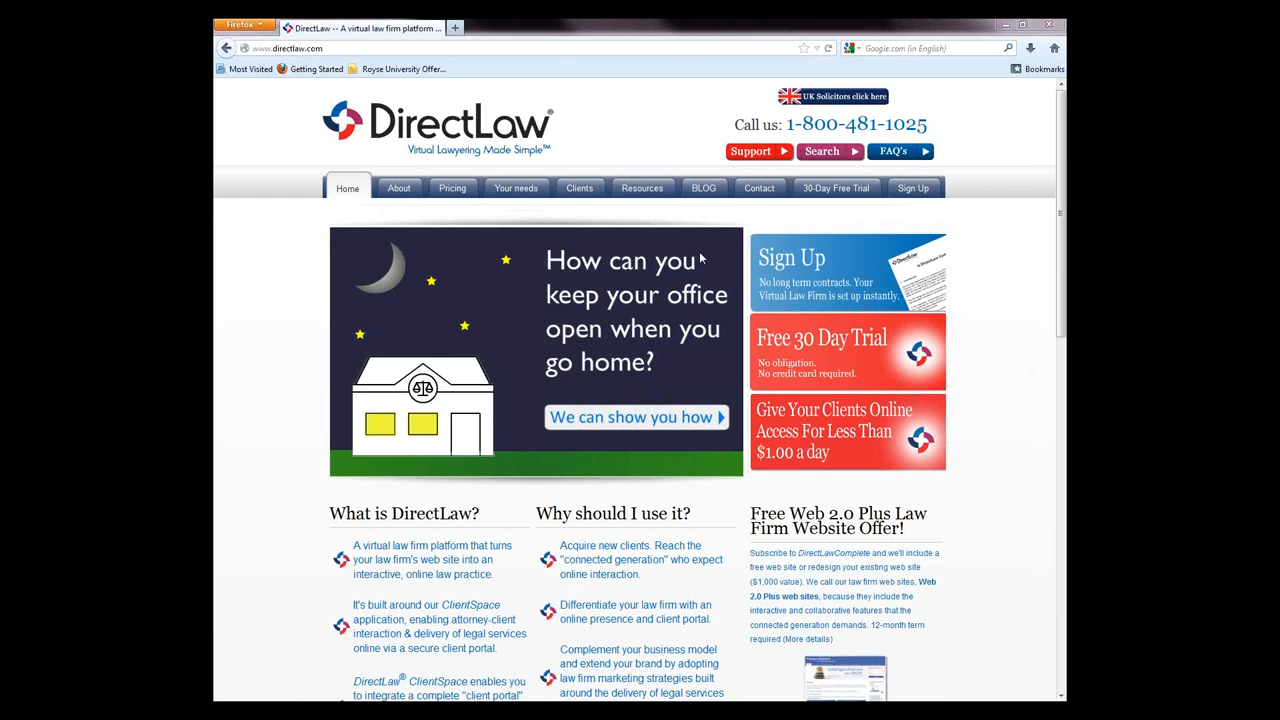 Firefox
DirectLaw -- A virtual law firm platform ...
www.directlaw.com
Google.com (in English)
Most Visited
Getting Started
Royse University Offer...
Bookmarks
UK Solicitors click here
DirectLaw®
Virtual Lawyering Made Simple™
Call us: 1-800-481-1025
Support
Search
FAQ's
Home
About
Pricing
Your needs
Clients
Resources
BLOG
Contact
30-Day Free Trial
Sign Up
How can you
keep your office
open when you
go home?
We can show you how
Sign Up
No long term contracts. Your
Virtual Law Firm is set up instantly.
DirectLaw
Free 30 Day Trial
No obligation.
No credit card required.
Give Your Clients Online
Access For Less Than
$1.00 a day
What is DirectLaw?
A virtual law firm platform that turns
your law firm's web site into an
interactive, online law practice.
It's built around our ClientSpace
application, enabling attorney-client
interaction & delivery of legal services
online via a secure client portal.
DirectLaw® ClientSpace enables you
to integrate a complete "client portal"
Why should I use it?
Acquire new clients. Reach the
"connected generation" who expect
online interaction.
Differentiate your law firm with an
online presence and client portal.
Complement your business model
and extend your brand by adopting
law firm marketing strategies built
around the delivery of legal services
Free Web 2.0 Plus Law
Firm Website Offer!
Subscribe to DirectLawComplete and we'll include a
free web site or redesign your existing web site
($1,000 value). We call our law firm web sites, Web
2.0 Plus web sites, because they include the
interactive and collaborative features that the
connected generation demands. 12-month term
required (More details)